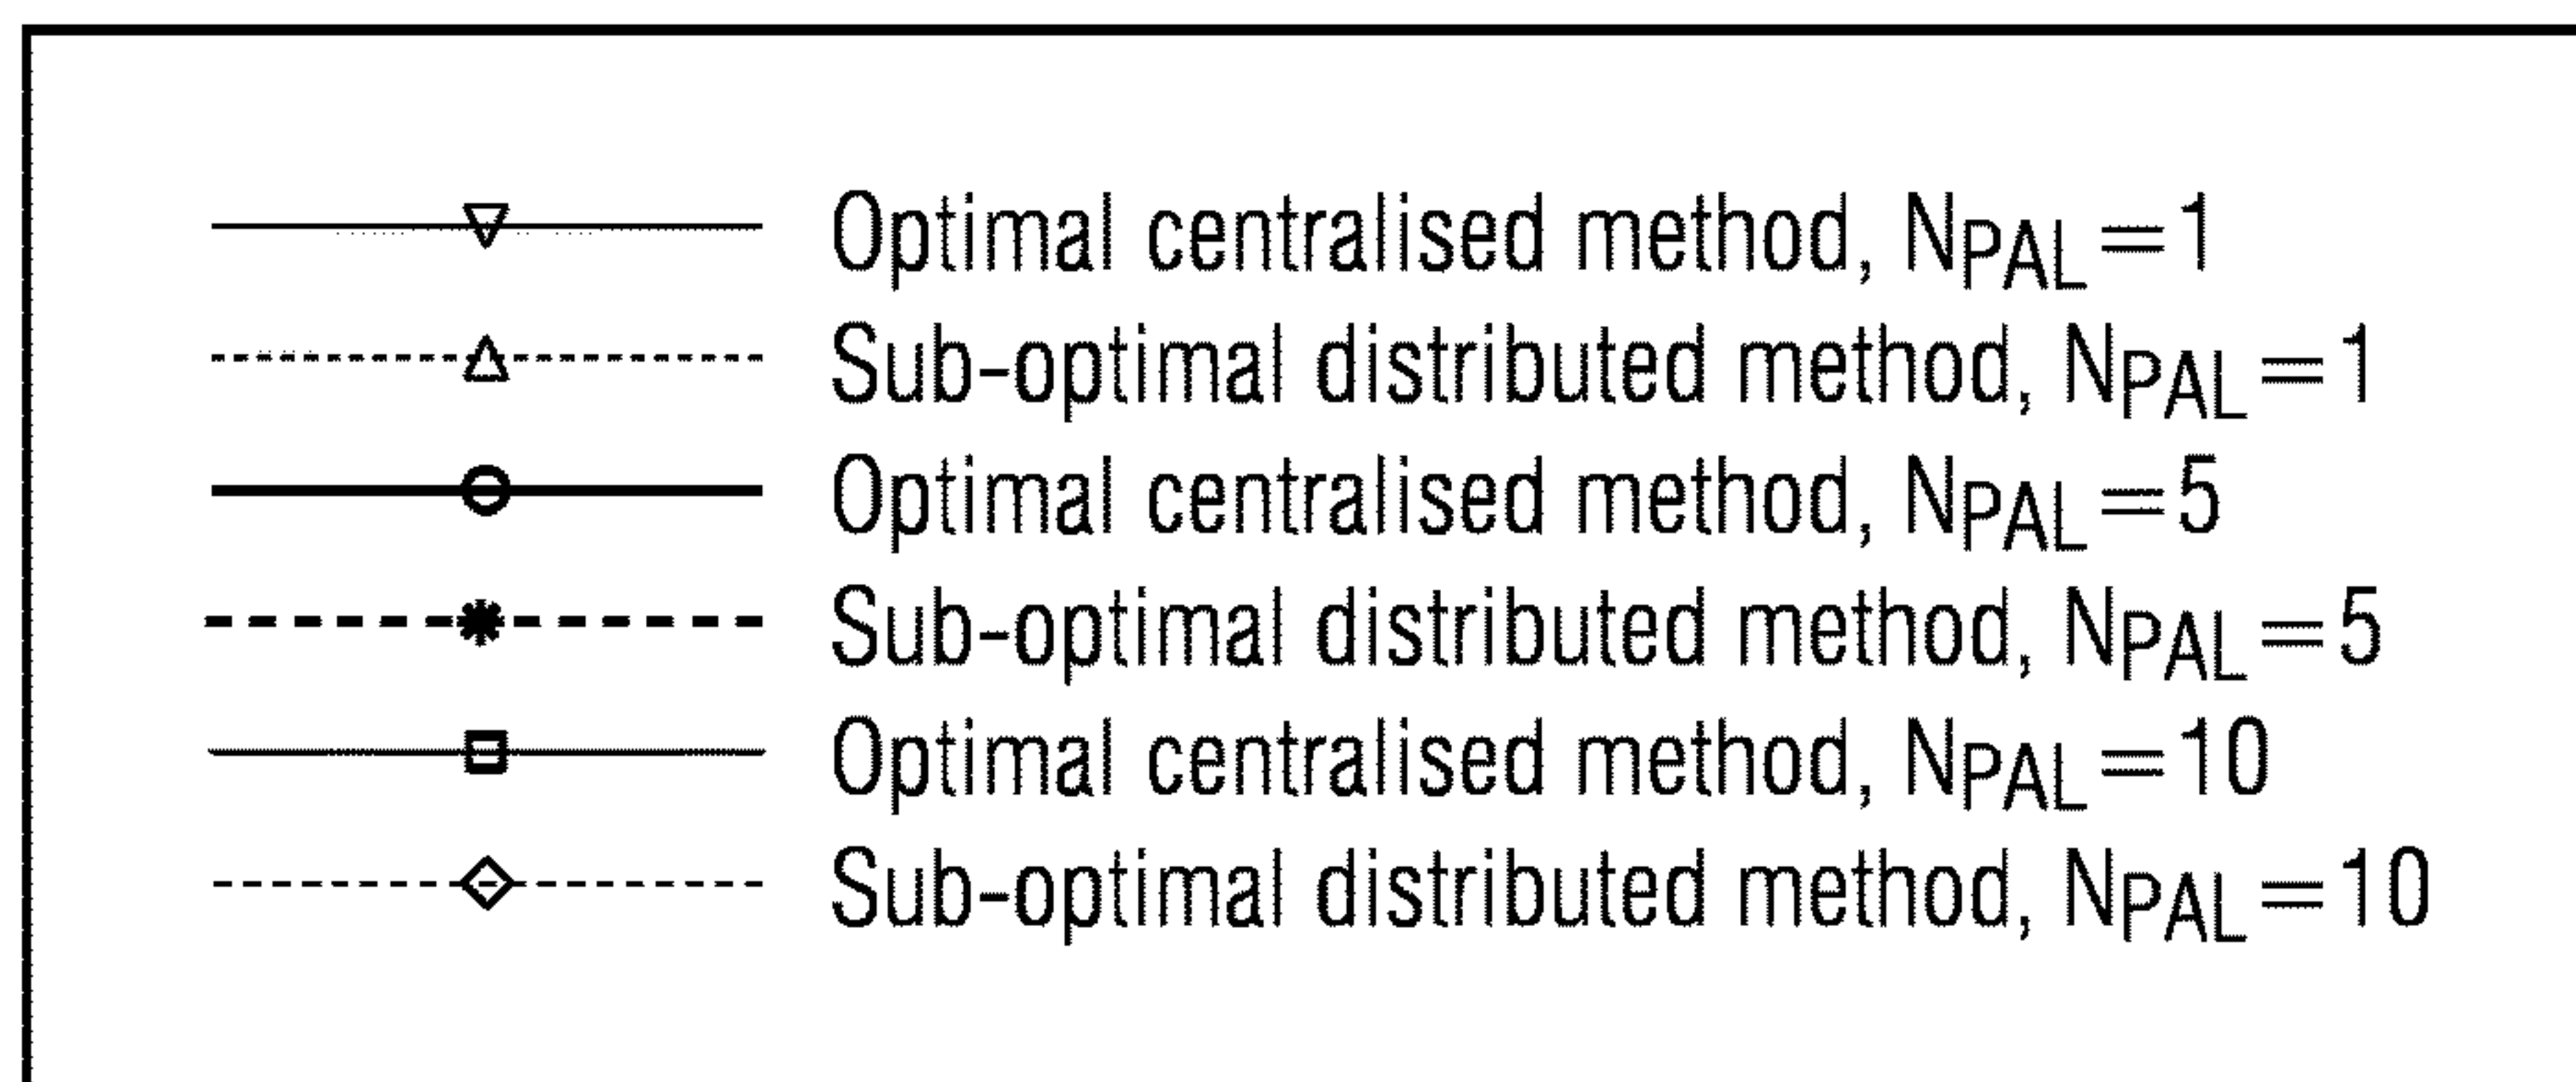 Optimal centralised method, NPAL=1
Sub-optimal distributed method, NPAL=1
Optimal centralised method, NPAL=5
Sub-optimal distributed method, NPAL=5
Optimal centralised method, NPAL=10
Sub-optimal distributed method, NPAL=10